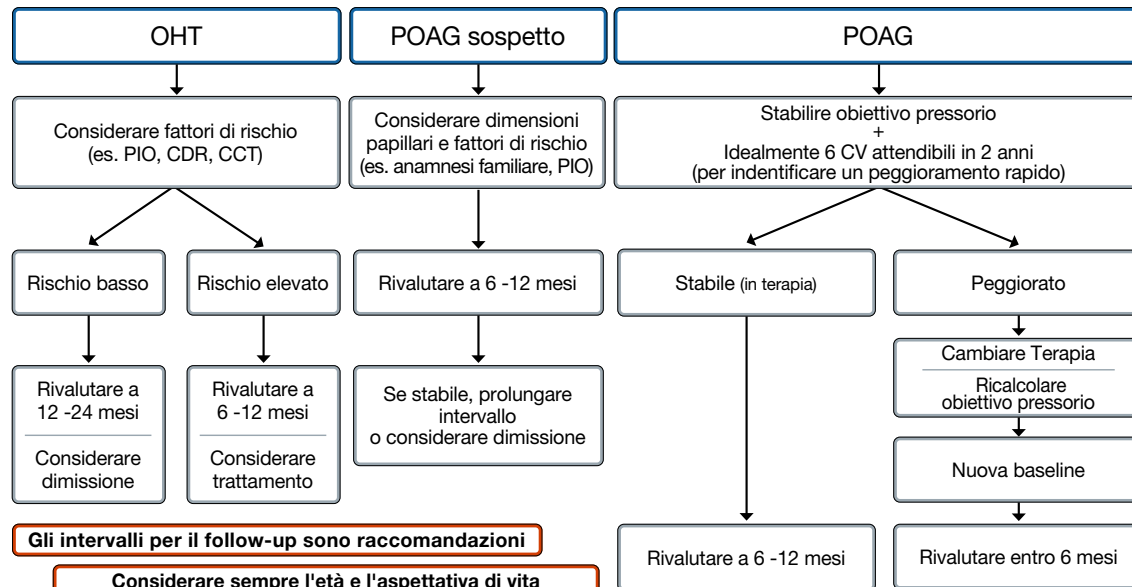 OHT
Considerare fattori di rischio
(es. PIO, CDR, CCT)
Rischio basso
Rischio elevato
Rivalutare a
12 -24 mesi
Considerare
dimissione
Rivalutare a
6 -12 mesi
Considerare
trattamento
POAG sospetto
Considerare dimensioni
papillari e fattori di rischio
(es. anamnesi familiare, PIO)
Rivalutare a 6 -12 mesi
Se stabile, prolungare
intervallo
o considerare dimissione
POAG
Stabilire obiettivo pressorio
+
Idealmente 6 CV attendibili in 2 anni
(per indentificare un peggioramento rapido)
Stabile (in terapia)
Rivalutare a 6 -12 mesi
Peggiorato
Cambiare Terapia
Ricalcolare
obiettivo pressorio
Nuova baseline
Rivalutare entro 6 mesi
Gli intervalli per il follow-up sono raccomandazioni
Considerare sempre l'età e l'aspettativa di vita